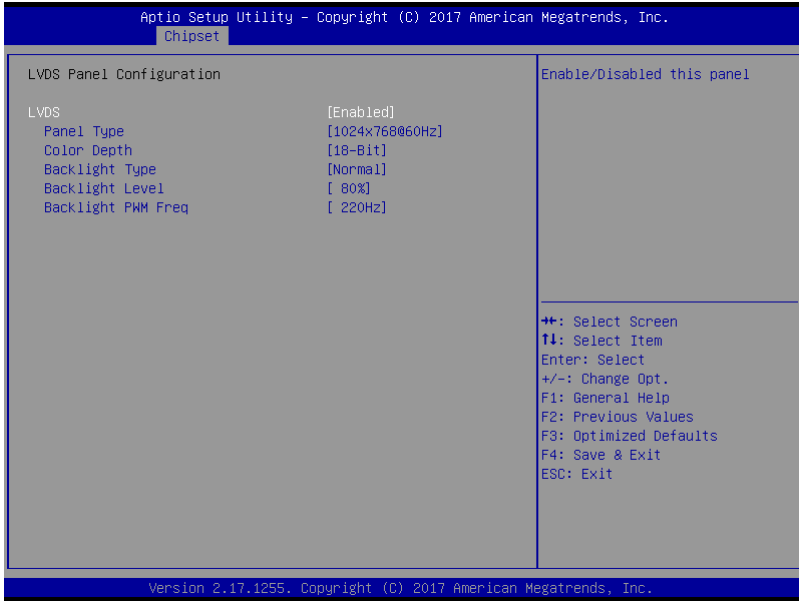 Aptio Setup Utility – Copyright (C) 2017 American Megatrends, Inc.
Chipset
LVDS Panel Configuration
LVDS [Enabled]
Panel Type [1024x768@60Hz]
Color Depth [18-Bit]
Backlight Type [Normal]
Backlight Level [ 80%]
Backlight PWM Freq [ 220Hz]
Enable/Disabled this panel
→←: Select Screen
↑↓: Select Item
Enter: Select
+/-: Change Opt.
F1: General Help
F2: Previous Values
F3: Optimized Defaults
F4: Save & Exit
ESC: Exit
Version 2.17.1255. Copyright (C) 2017 American Megatrends, Inc.